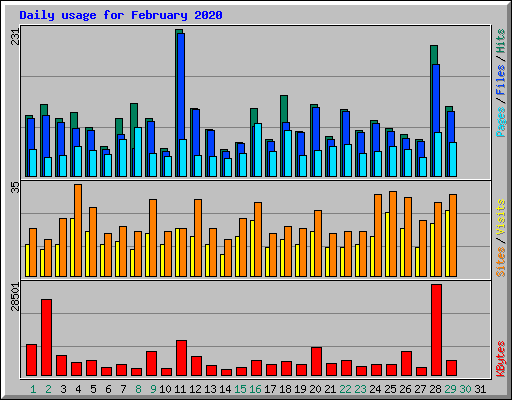 Daily usage for February 2020
231
Pages / Files / Hits
35
Sites / Visits
28501
KBytes
1 2 3 4 5 6 7 8 9 10 11 12 13 14 15 16 17 18 19 20 21 22 23 24 25 26 27 28 29 30 31